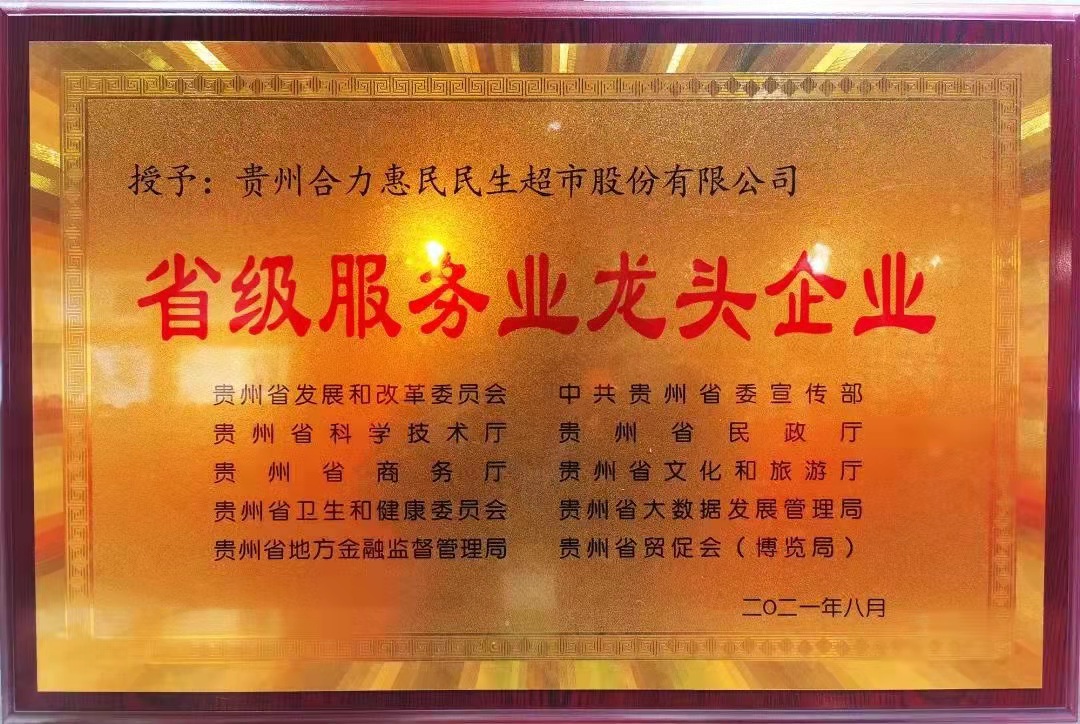 授予：贵州合力惠民民生超市股份有限公司
省级服务业龙头企业
贵州省发展和改革委员会 中共贵州省委宣传部
贵州省科学技术厅 贵州省民政厅
贵州省商务厅 贵州省文化和旅游厅
贵州省卫生和健康委员会 贵州省大数据发展管理局
贵州省地方金融监督管理局 贵州省贸促会（博览局）
二〇二一年八月